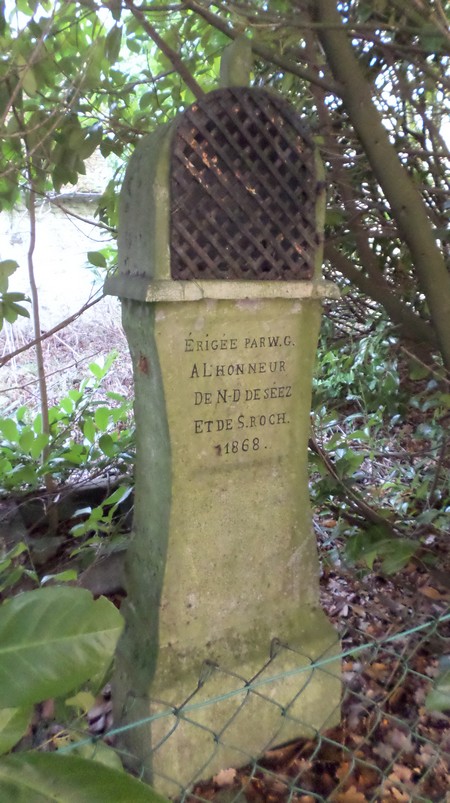 ÉRIGÉE PAR W.G.
A L'HONNEUR
DE N-D DE SÉEZ
ET DE S.ROCH.
1868.